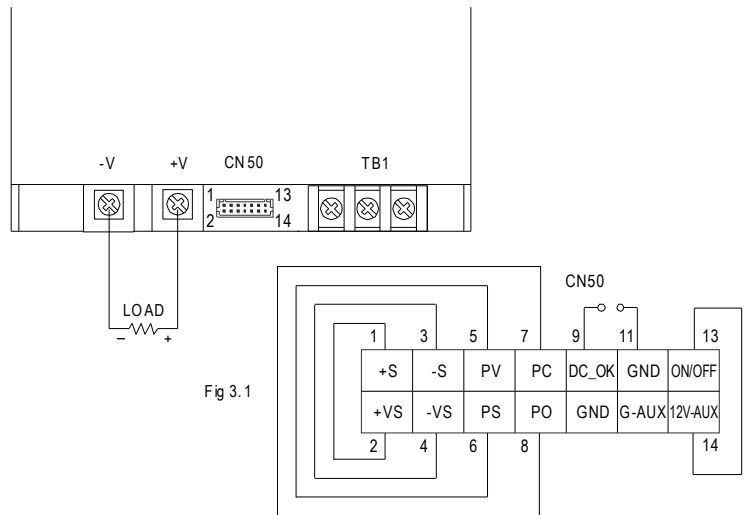 -V +V CN50 TB1
1 13
2 14
LOAD
– +
CN50
1 3 5 7 9 11 13
+S -S PV PC DC_OK GND ON/OFF
Fig 3.1
+VS -VS PS PO GND G-AUX 12V-AUX
2 4 6 8 14